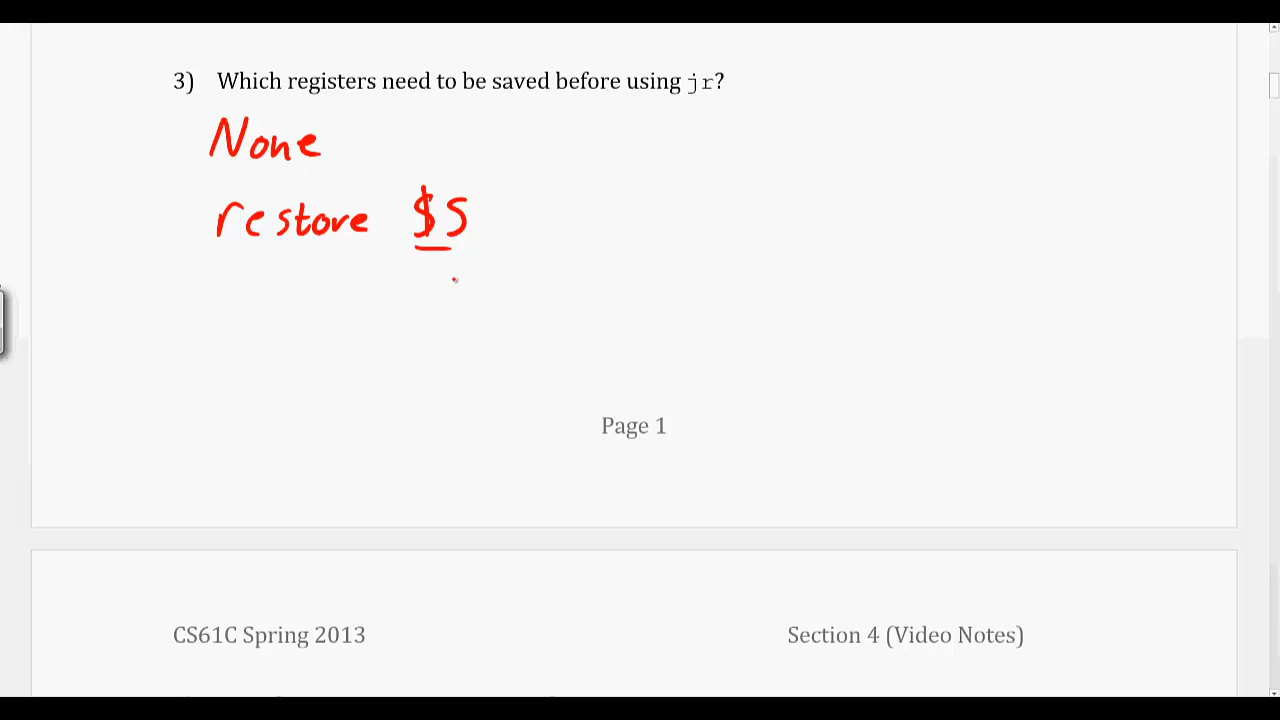 3) Which registers need to be saved before using jr?
None
restore $s
Page 1
CS61C Spring 2013
Section 4 (Video Notes)